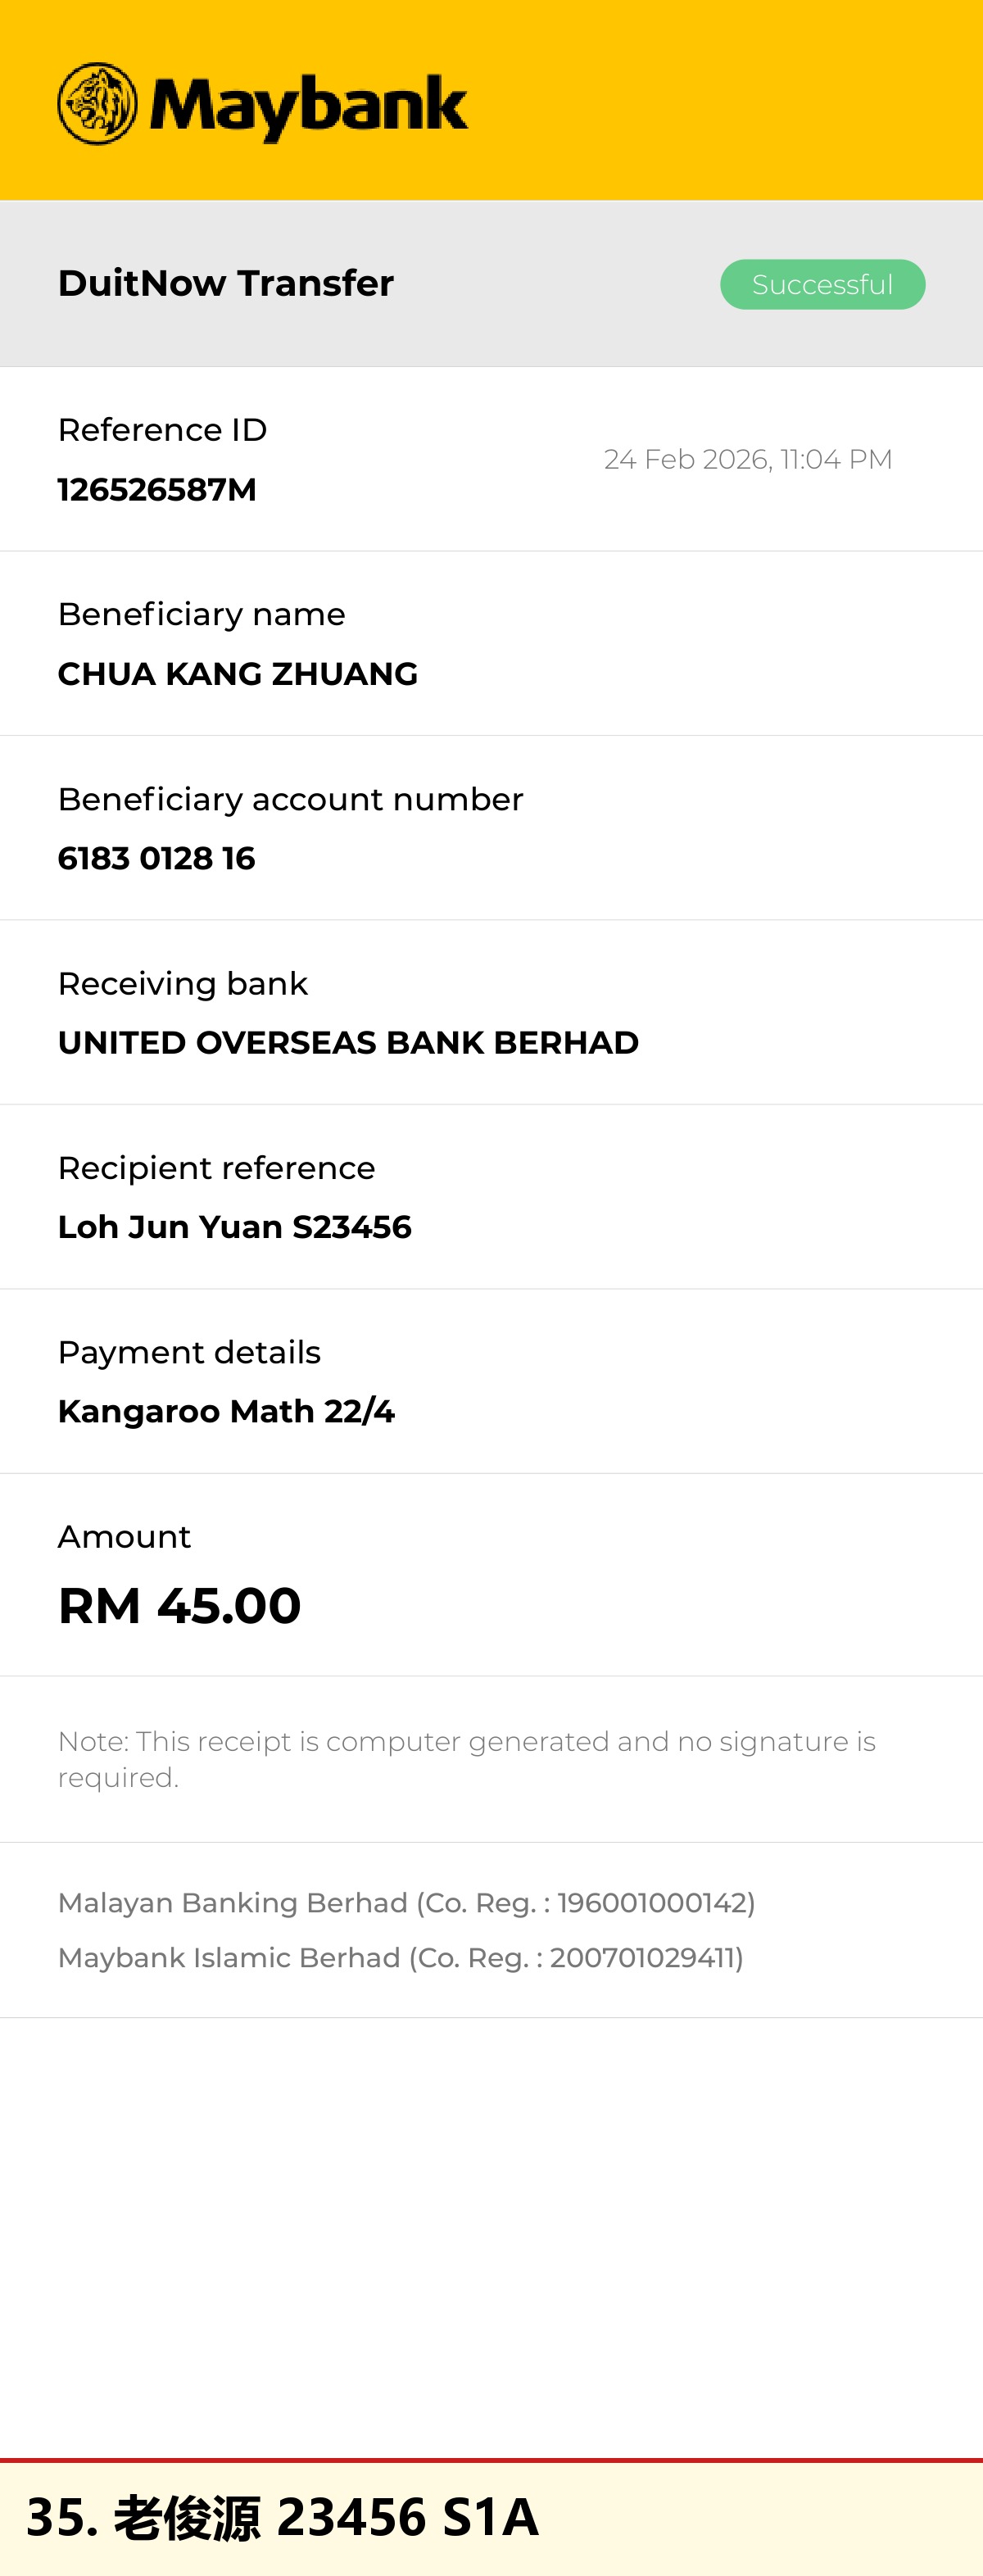 Maybank
DuitNow Transfer
Successful
Reference ID
126526587M
24 Feb 2026, 11:04 PM
Beneficiary name
CHUA KANG ZHUANG
Beneficiary account number
6183 0128 16
Receiving bank
UNITED OVERSEAS BANK BERHAD
Recipient reference
Loh Jun Yuan S23456
Payment details
Kangaroo Math 22/4
Amount
RM 45.00
Note: This receipt is computer generated and no signature is
required.
Malayan Banking Berhad (Co. Reg. : 196001000142)
Maybank Islamic Berhad (Co. Reg. : 200701029411)
35. 老俊源 23456 S1A